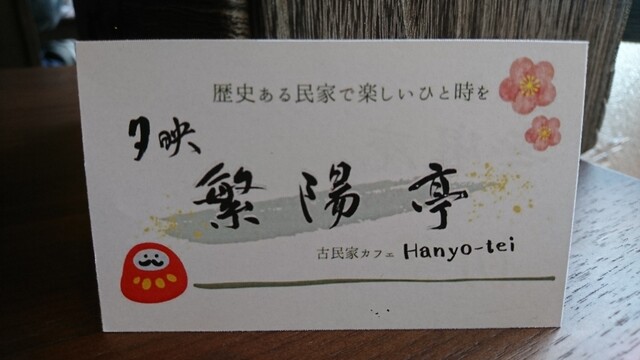 歴史ある民家で楽しいひと時を
夕映
繁陽亭
古民家カフェ Hanyo-tei